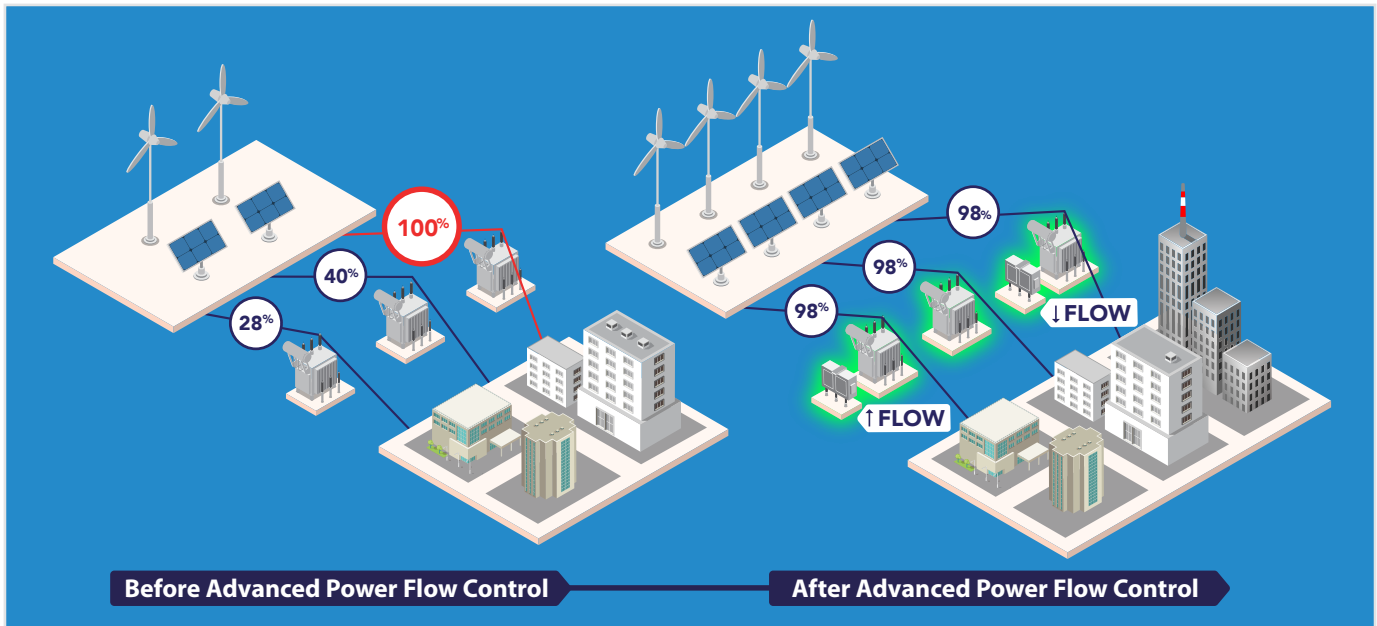 100%
40%
28%
98%
98%
98%
↓ FLOW
↑ FLOW
Before Advanced Power Flow Control
After Advanced Power Flow Control